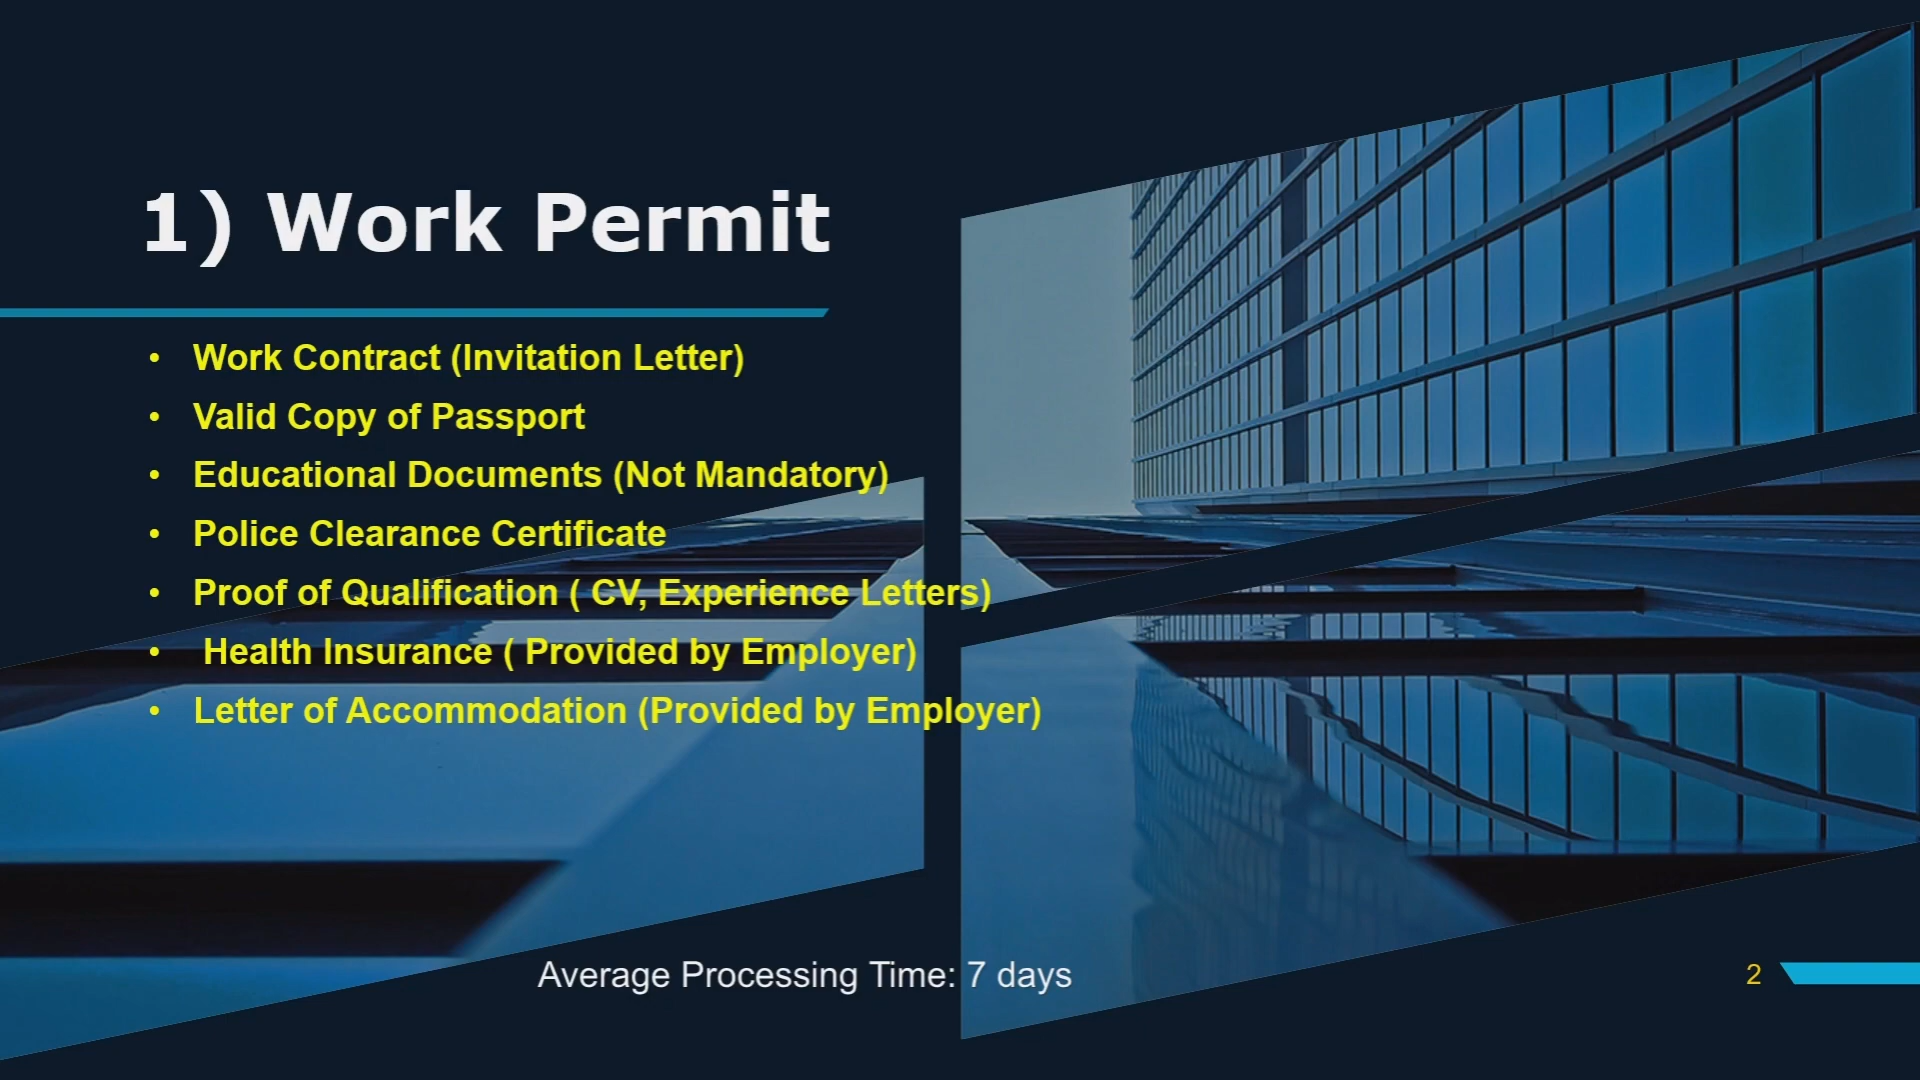 1) Work Permit
• Work Contract (Invitation Letter)
• Valid Copy of Passport
• Educational Documents (Not Mandatory)
• Police Clearance Certificate
• Proof of Qualification ( CV, Experience Letters)
• Health Insurance ( Provided by Employer)
• Letter of Accommodation (Provided by Employer)
Average Processing Time: 7 days
2